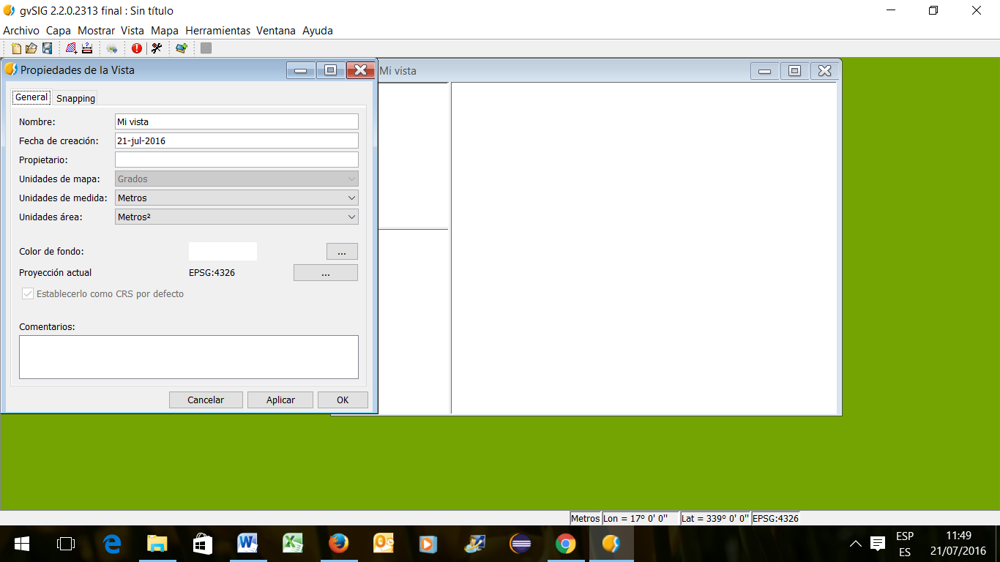 gvSIG 2.2.0.2313 final : Sin título
Archivo Capa Mostrar Vista Mapa Herramientas Ventana Ayuda
Propiedades de la Vista
Mi vista
General Snapping
Nombre: Mi vista
Fecha de creación: 21-jul-2016
Propietario:
Unidades de mapa: Grados
Unidades de medida: Metros
Unidades área: Metros²
Color de fondo: ...
Proyección actual EPSG:4326 ...
Establecerlo como CRS por defecto
Comentarios:
Cancelar Aplicar OK
Metros Lon = 17º 0' 0'' Lat = 339º 0' 0'' EPSG:4326
ESP 11:49
ES 21/07/2016